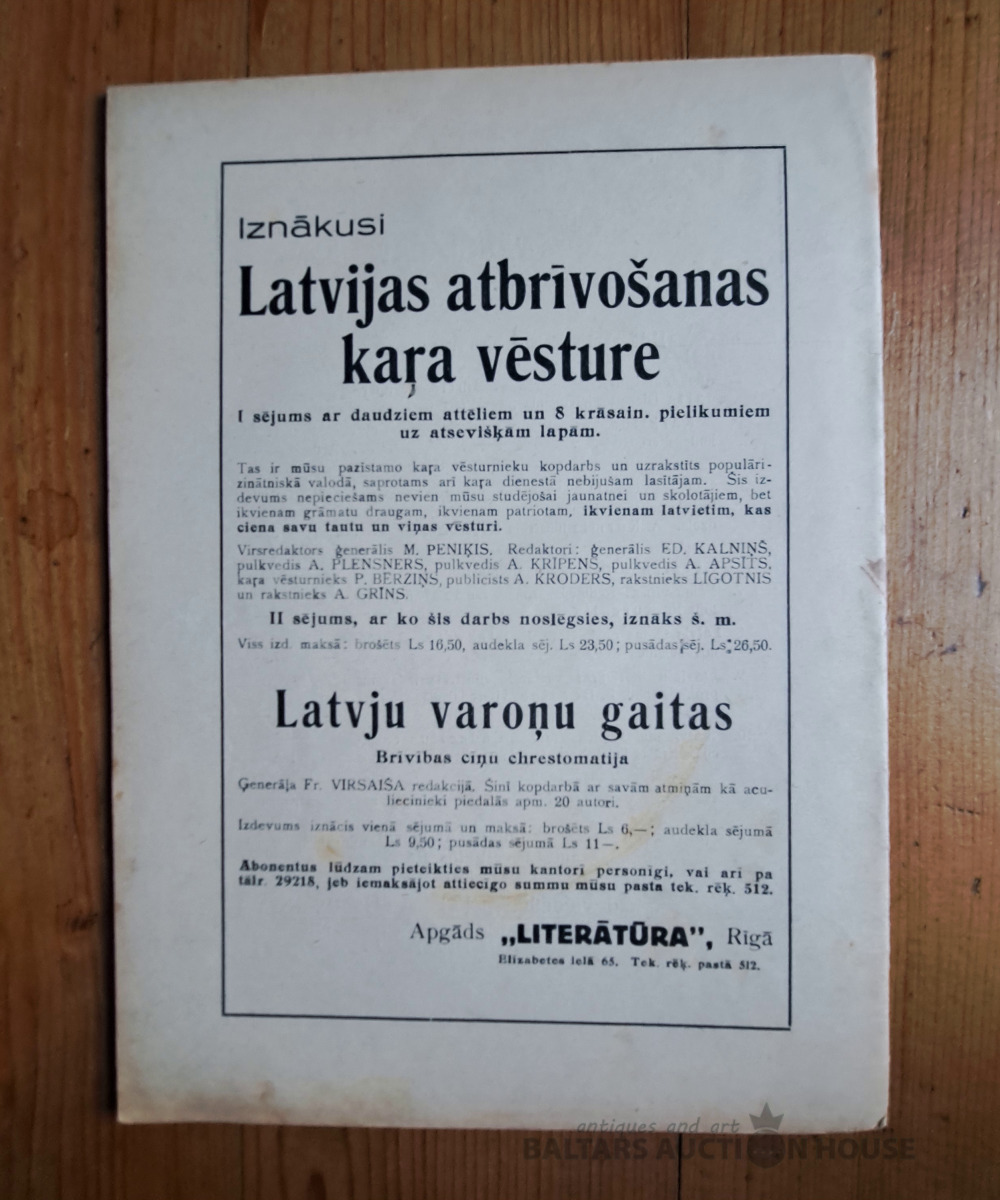 Iznākusi
Latvijas atbrīvošanas
kaŗa vēsture
I sējums ar daudziem attēliem un 8 krāsain. pielikumiem
uz atsevišķām lapām.
Tas ir mūsu pazīstamo kaŗa vēsturnieku kopdarbs un uzrakstīts populāri-
zinātniskā valodā, saprotams arī kaŗa dienestā nebijušam lasītājam. Šis iz-
devums nepieciešams nevien mūsu studējošai jaunatnei un skolotājiem, bet
ikvienam grāmatu draugam, ikvienam patriotam, ikvienam latvietim, kas
ciena savu tautu un viņas vēsturi.
Virsredaktors ģenerālis M. PENIĶIS. Redaktori: ģenerālis ED. KALNIŅŠ,
pulkvedis A. PLENSNERS, pulkvedis A. KRĪPENS, pulkvedis A. APSĪTS,
kaŗa vēsturnieks P. BĒRZIŅŠ, publicists A. KRODERS, rakstnieks LĪGOTNIS
un rakstnieks A. GRĪNS.
II sējums, ar ko šis darbs noslēgsies, iznāks š. m.
Viss izd. maksā: brošēts Ls 16,50, audekla sēj. Ls 23,50; pusādas sēj. Ls 26,50.
Latvju varoņu gaitas
Brīvības cīņu chrestomatija
Ģenerāļa Fr. VIRSAIŠA redakcijā. Šinī kopdarbā ar savām atmiņām kā acu-
liecinieki piedalās apm. 20 autori.
Izdevums iznācis vienā sējumā un maksā: brošēts Ls 6,—; audekla sējumā
Ls 9,50; pusādas sējumā Ls 11—.
Abonentus lūdzam pieteikties mūsu kantorī personīgi, vai arī pa
tālr. 29218, jeb iemaksājot attiecīgo summu mūsu pasta tek. rēķ. 512.
Apgāds „LITERĀTŪRA”, Rīgā
Elizabetes ielā 65. Tek. rēķ. pastā 512.
antiques and art
BALTARS AUCTION HOUSE